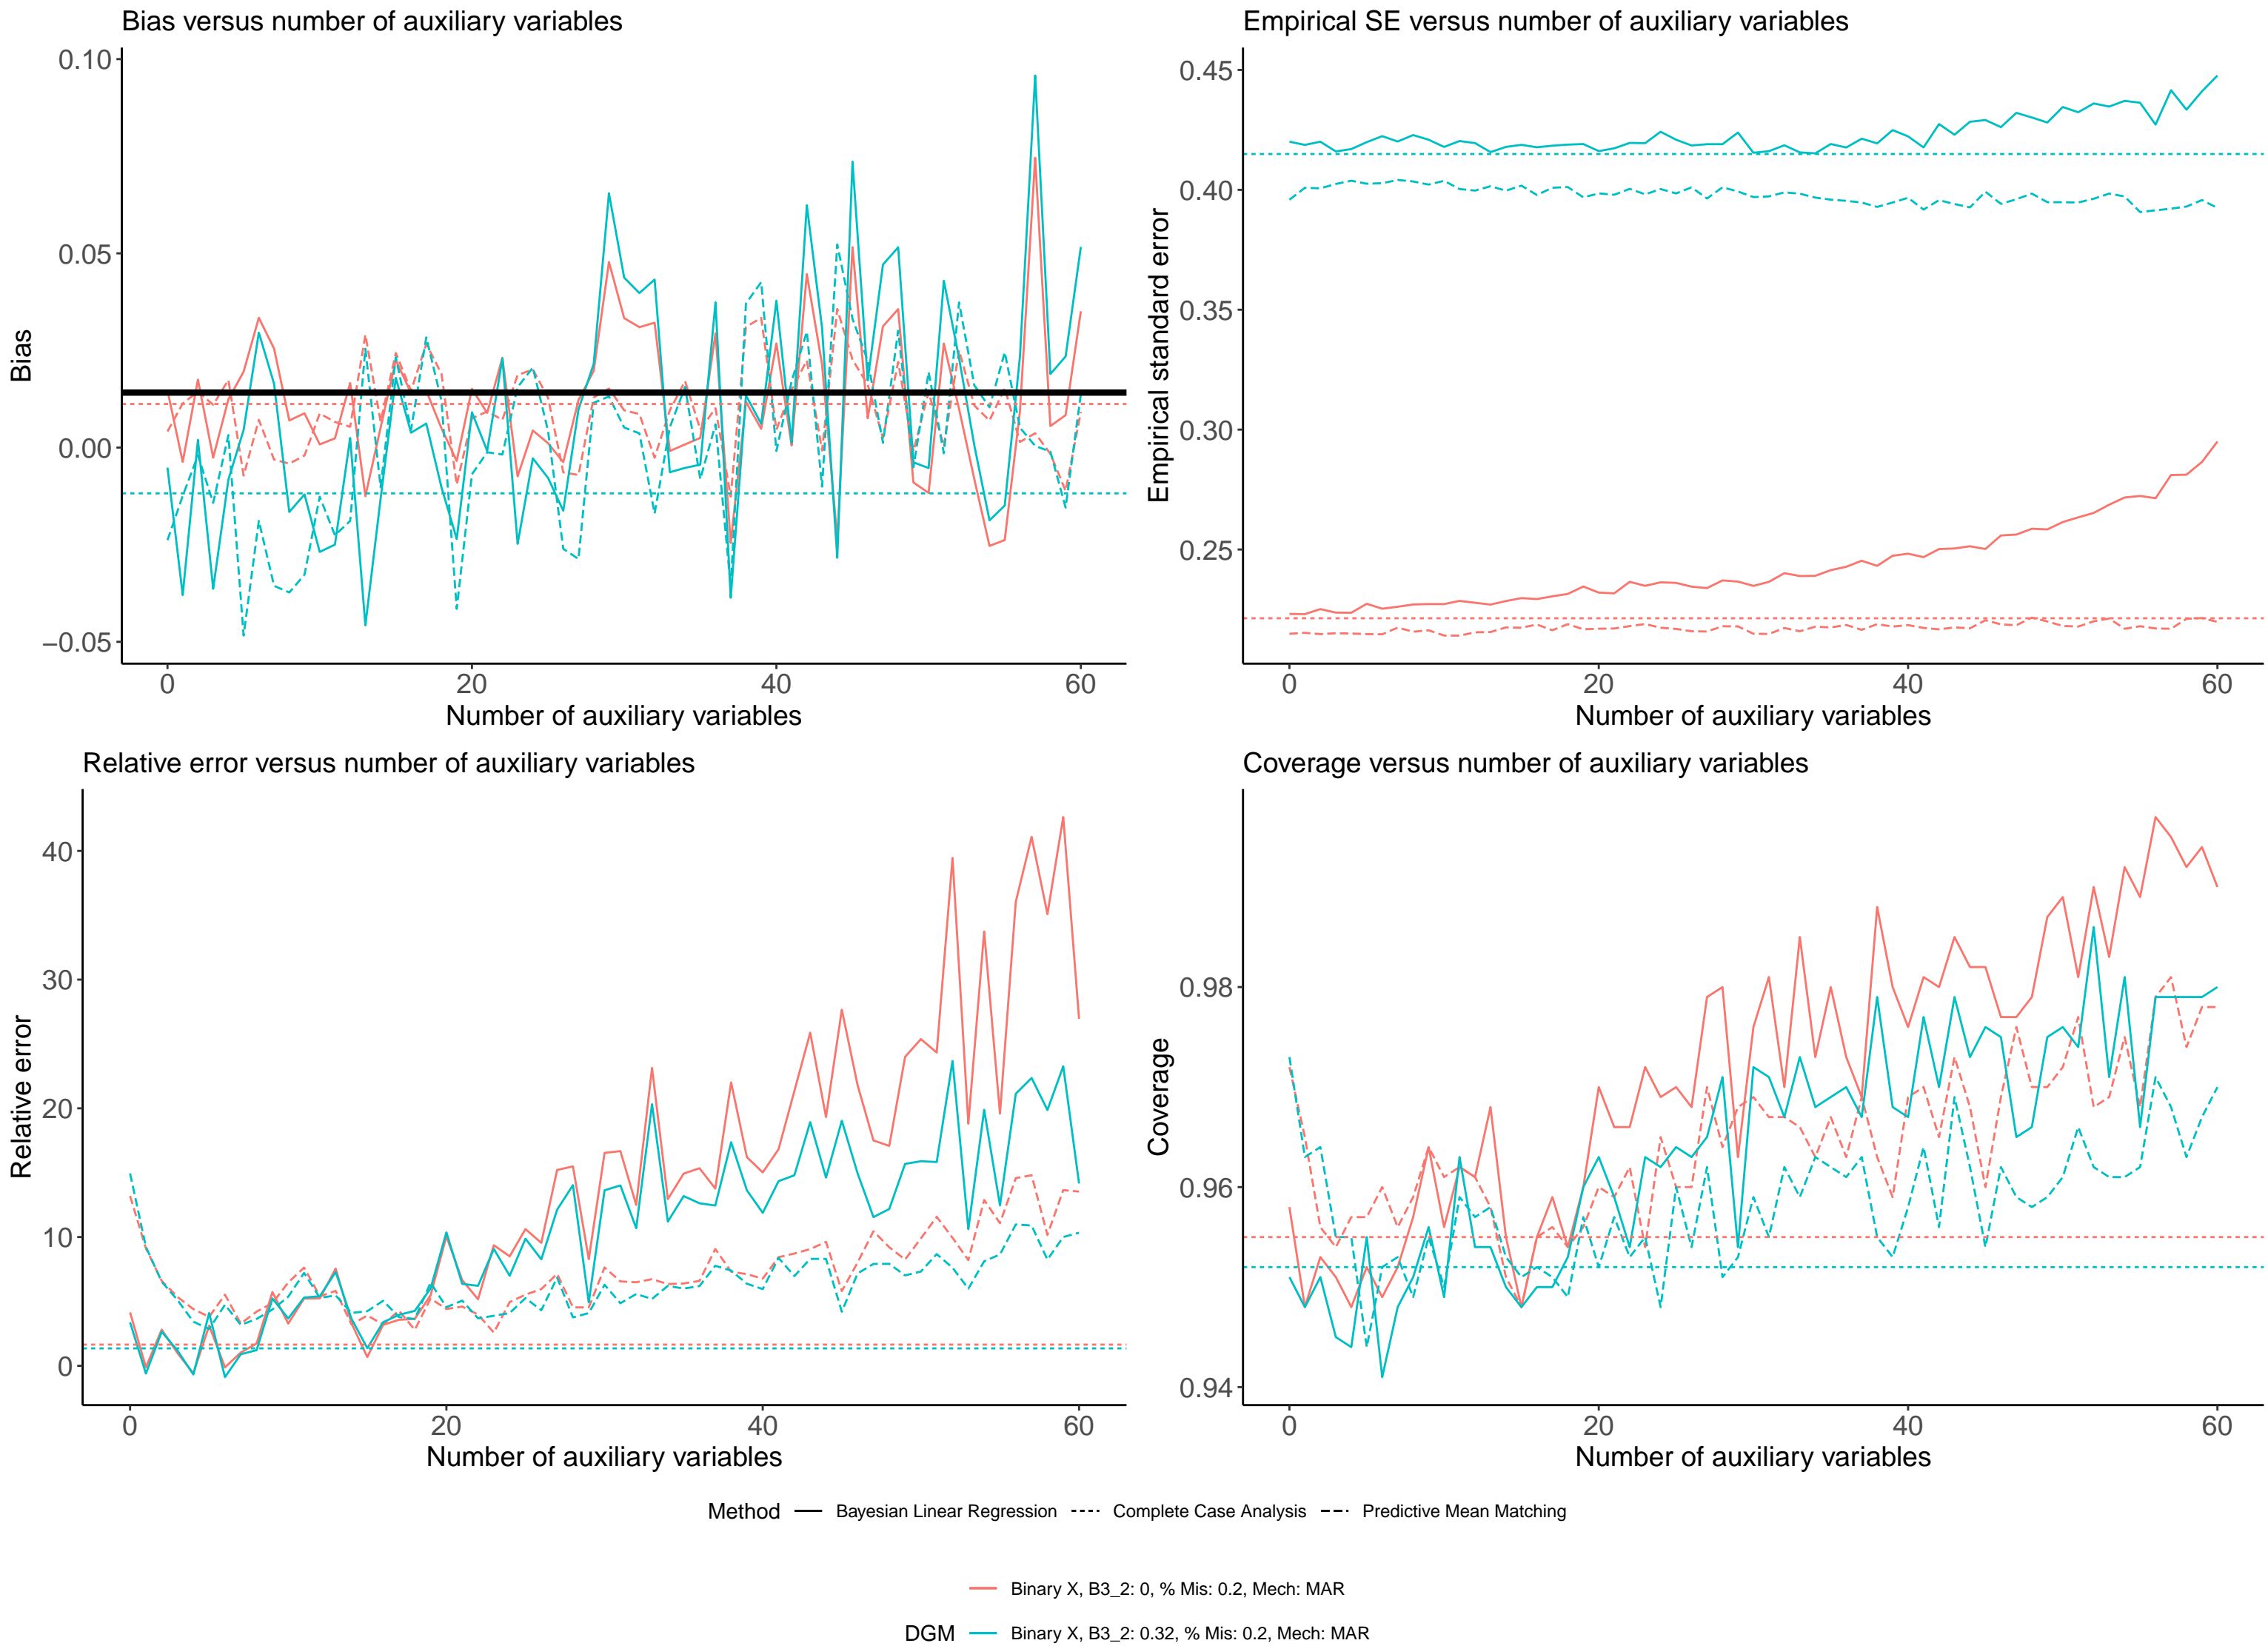 Bias versus number of auxiliary variables
Empirical SE versus number of auxiliary variables
0.10
0.05
0.00
−0.05
Bias
0 20 40 60
Number of auxiliary variables
0.45
0.40
0.35
0.30
0.25
Empirical standard error
0 20 40 60
Number of auxiliary variables
Relative error versus number of auxiliary variables
Coverage versus number of auxiliary variables
40
30
20
10
0
Relative error
0 20 40 60
Number of auxiliary variables
0.98
0.96
0.94
Coverage
0 20 40 60
Number of auxiliary variables
Method Bayesian Linear Regression Complete Case Analysis Predictive Mean Matching
Binary X, B3_2: 0, % Mis: 0.2, Mech: MAR
DGM Binary X, B3_2: 0.32, % Mis: 0.2, Mech: MAR